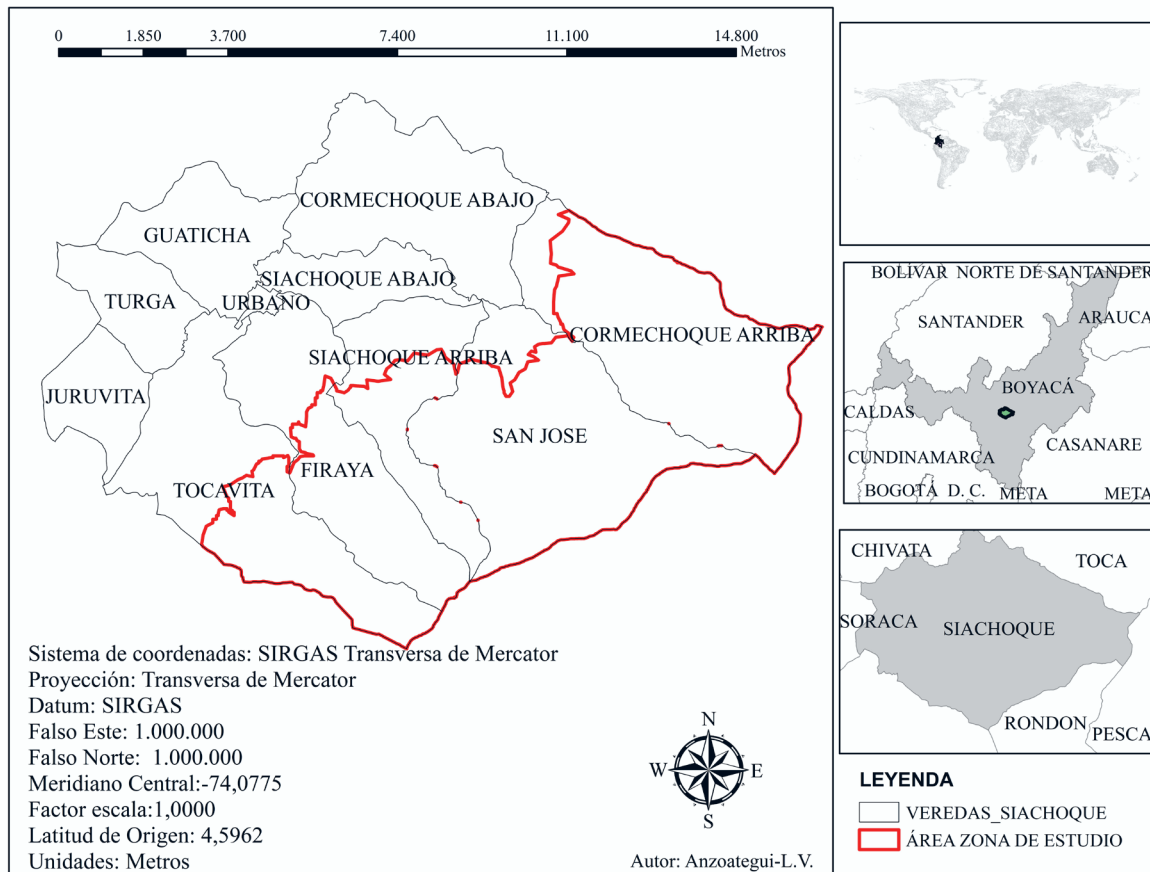 0 1.850 3.700 7.400 11.100 14.800
Metros
CORMECHOQUE ABAJO
GUATICHA
SIACHOQUE ABAJO
TURGA
URBANO
CORMECHOQUE ARRIBA
SIACHOQUE ARRIBA
JURUVITA
SAN JOSE
FIRAYA
TOCAVITA
Sistema de coordenadas: SIRGAS Transversa de Mercator
Proyección: Transversa de Mercator
Datum: SIRGAS
Falso Este: 1.000.000
Falso Norte: 1.000.000
Meridiano Central:-74,0775
Factor escala:1,0000
Latitud de Origen: 4,5962
Unidades: Metros
N
W E
S
Autor: Anzoategui-L.V.
BOLIVAR NORTE DE SANTANDER
SANTANDER
ARAUCA
BOYACÁ
CALDAS
CASANARE
CUNDINAMARCA
BOGOTÁ D. C. META META
CHIVATA
TOCA
SORACA
SIACHOQUE
RONDON
PESCA
LEYENDA
VEREDAS_SIACHOQUE
ÁREA ZONA DE ESTUDIO